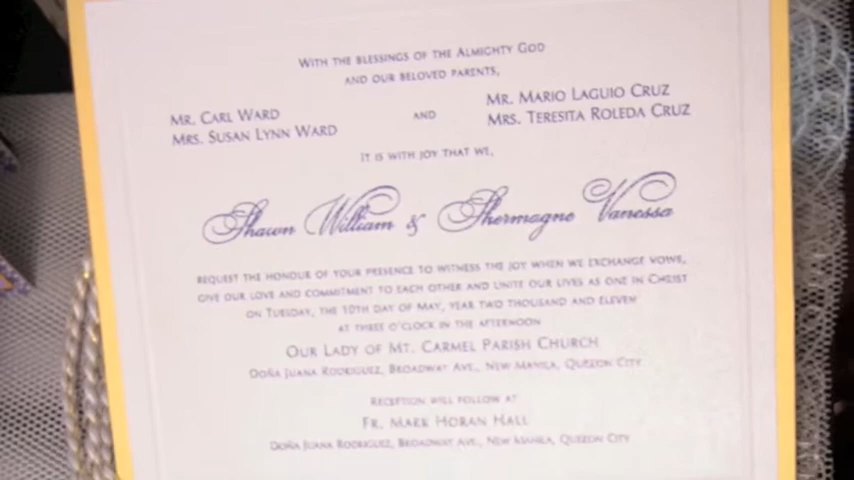 With the blessings of the Almighty God
and our beloved parents,
Mr. Carl Ward
Mrs. Susan Lynn Ward
and
Mr. Mario Laguio Cruz
Mrs. Teresita Roleda Cruz
It is with joy that we,
Shawn William & Shermagne Vanessa
request the honour of your presence to witness the joy when we exchange vows,
give our love and commitment to each other and unite our lives as one in Christ
on Tuesday, the 10th day of May, year two thousand and eleven
at three o'clock in the afternoon
Our Lady of Mt. Carmel Parish Church
Doña Juana Rodriguez, Broadway Ave., New Manila, Quezon City
Reception will follow at
Fr. Mark Horan Hall
Doña Juana Rodriguez, Broadway Ave., New Manila, Quezon City